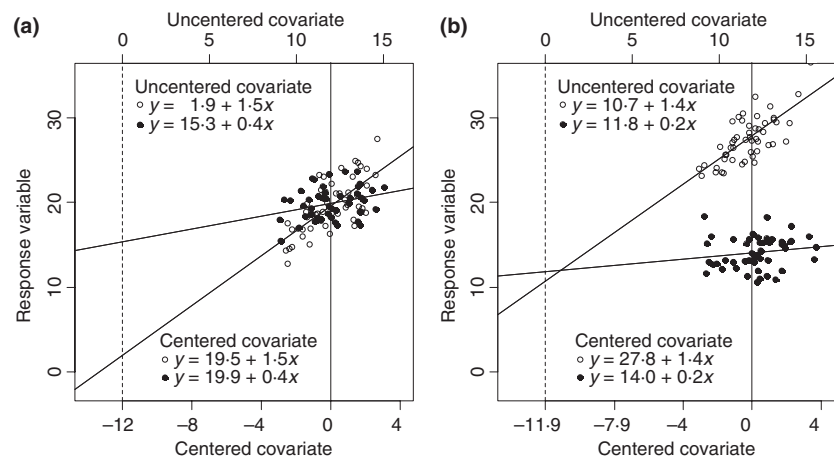 (a)
Uncentered covariate
0 5 10 15
Uncentered covariate
○ y = 1·9 + 1·5x
● y = 15·3 + 0·4x
Response variable
0 10 20 30
Centered covariate
○ y = 19·5 + 1·5x
● y = 19·9 + 0·4x
−12 −8 −4 0 4
Centered covariate
(b)
Uncentered covariate
0 5 10 15
Uncentered covariate
○ y = 10·7 + 1·4x
● y = 11·8 + 0·2x
Response variable
0 10 20 30
Centered covariate
○ y = 27·8 + 1·4x
● y = 14·0 + 0·2x
−11·9 −7·9 −4 0 4
Centered covariate